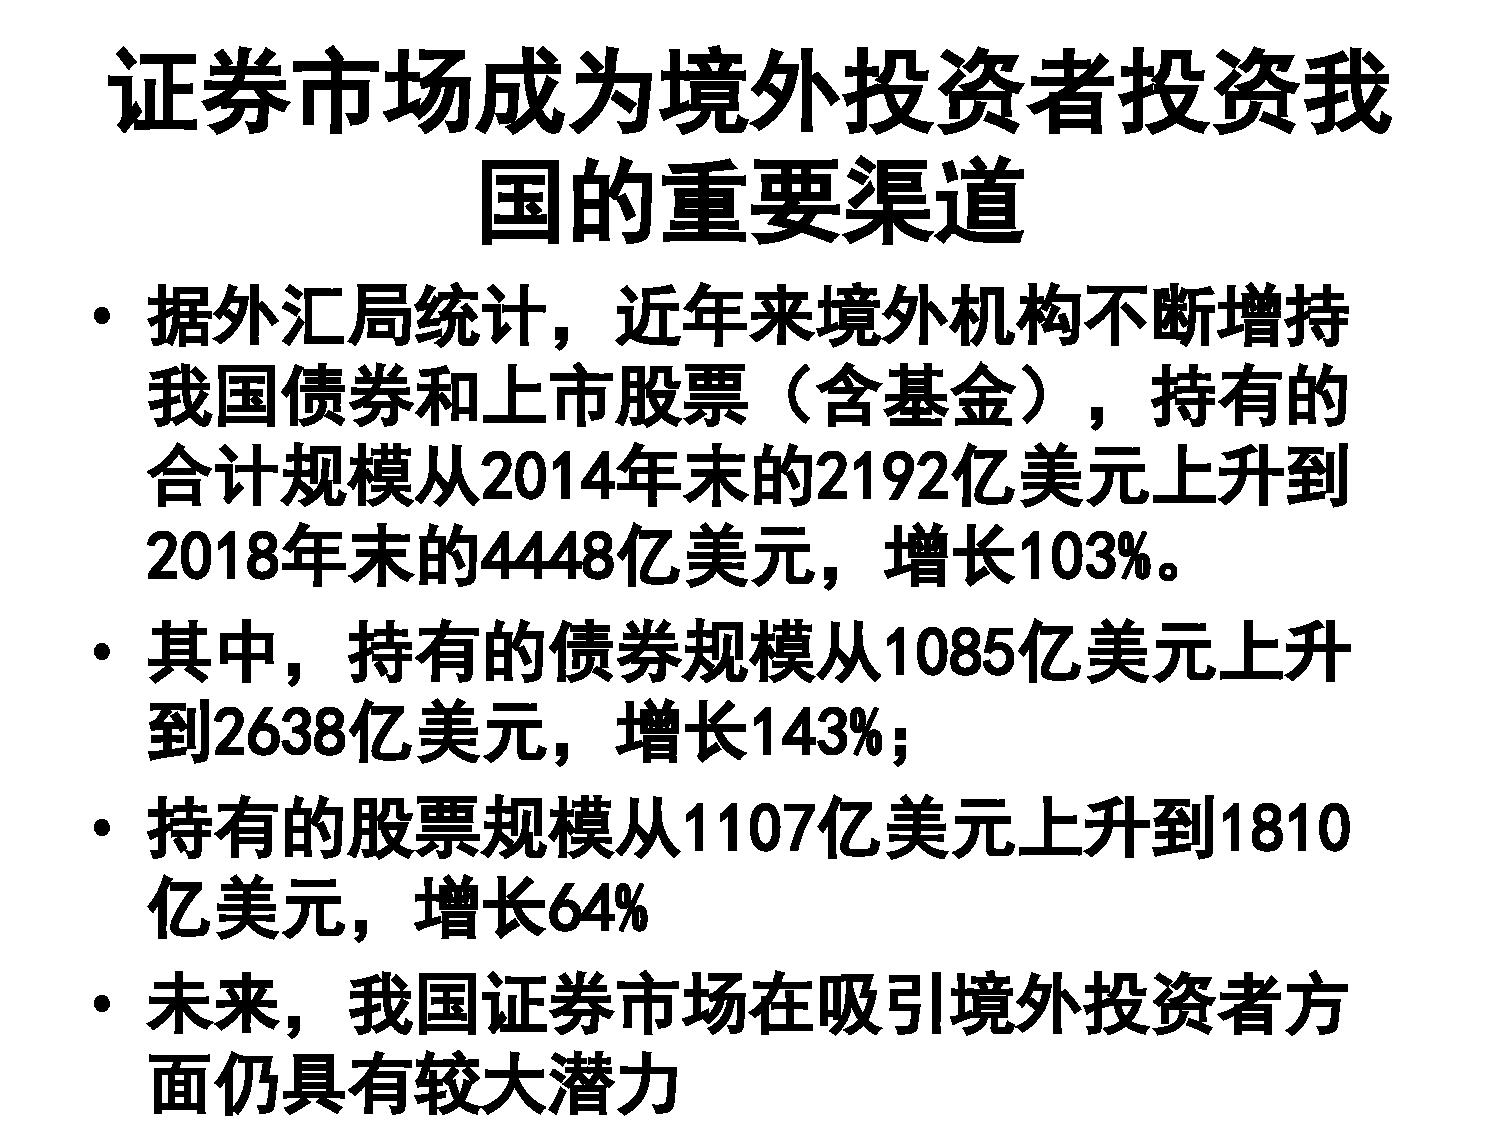 证券市场成为境外投资者投资我
国的重要渠道
• 据外汇局统计，近年来境外机构不断增持
我国债券和上市股票（含基金），持有的
合计规模从2014年末的2192亿美元上升到
2018年末的4448亿美元，增长103%。
• 其中，持有的债券规模从1085亿美元上升
到2638亿美元，增长143%；
• 持有的股票规模从1107亿美元上升到1810
亿美元，增长64%
• 未来，我国证券市场在吸引境外投资者方
面仍具有较大潜力